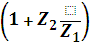 (1 + Z₂ □/Z₁)